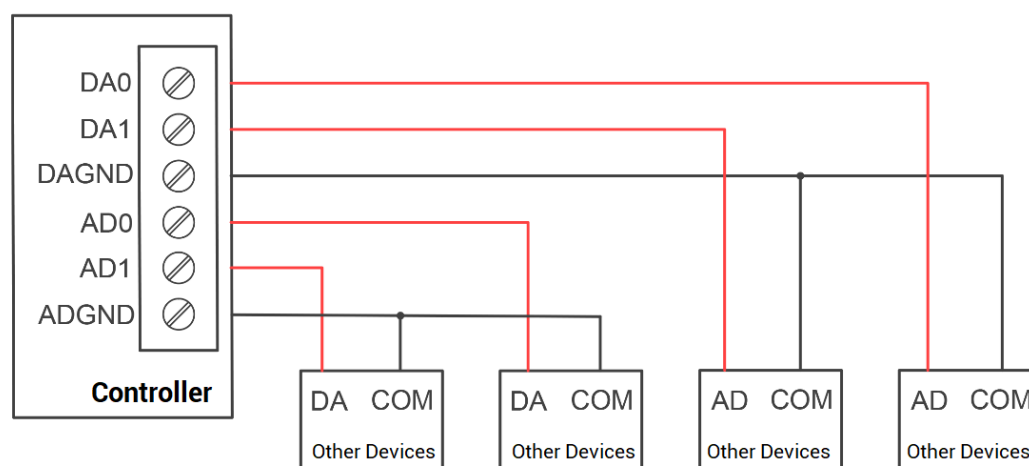 DA0
DA1
DAGND
AD0
AD1
ADGND
Controller
DA COM
Other Devices
DA COM
Other Devices
AD COM
Other Devices
AD COM
Other Devices